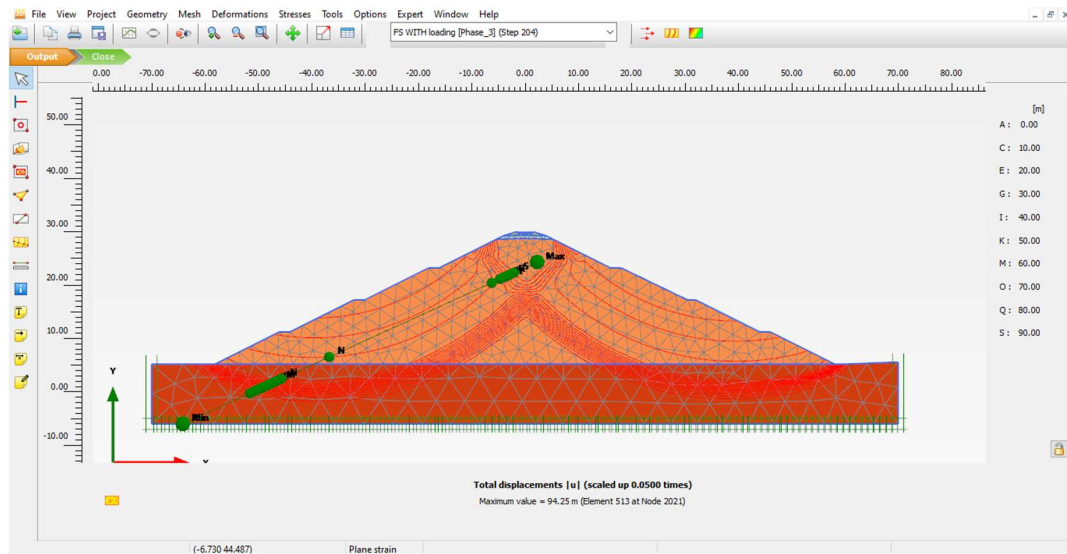 File View Project Geometry Mesh Deformations Stresses Tools Options Expert Window Help
FS WITH loading [Phase_3] (Step 204)
Output Close
0.00 -70.00 -60.00 -50.00 -40.00 -30.00 -20.00 -10.00 0.00 10.00 20.00 30.00 40.00 50.00 60.00 70.00 80.00
50.00
40.00
30.00
20.00
10.00
0.00
-10.00
[m]
A : 0.00
C : 10.00
E : 20.00
G : 30.00
I : 40.00
K : 50.00
M : 60.00
O : 70.00
Q : 80.00
S : 90.00
Max
S
N
N
Y
Total displacements |u| (scaled up 0.0500 times)
Maximum value = 94.25 m (Element 513 at Node 2021)
(-6.730 44.487) Plane strain